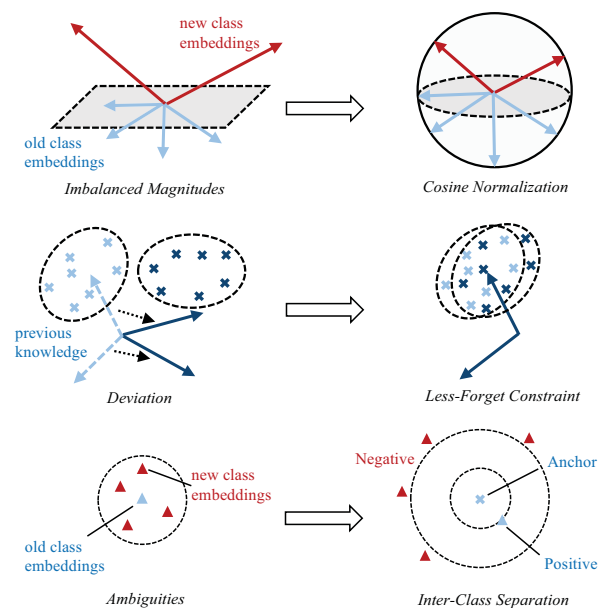 new class
embeddings
old class
embeddings
Imbalanced Magnitudes
Cosine Normalization
previous
knowledge
Deviation
Less-Forget Constraint
Negative
new class
embeddings
Anchor
old class
embeddings
Positive
Ambiguities
Inter-Class Separation